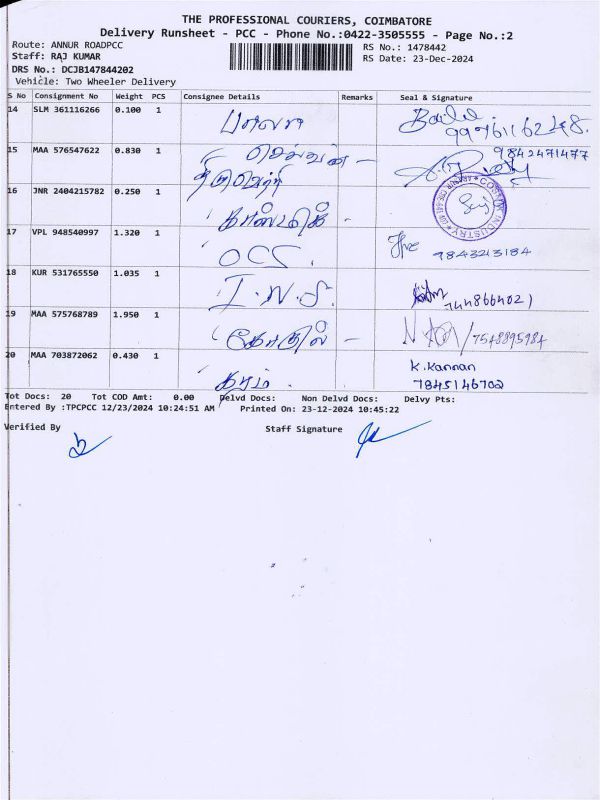 THE PROFESSIONAL COURIERS, COIMBATORE
Delivery Runsheet - PCC - Phone No.:0422-3505555 - Page No.:2
Route: ANNUR ROADPCC
RS No.: 1478442
Staff: RAJ KUMAR
RS Date: 23-Dec-2024
DRS No.: DCJB147844202
Vehicle: Two Wheeler Delivery
S No Consignment No Weight PCS Consignee Details Remarks Seal & Signature
14 SLM 361116266 0.100 1
15 MAA 576547622 0.830 1 செல்வன் - 9842471477
16 JNR 2404215782 0.250 1
COSMIC INDUSTRY
17 VPL 948540997 1.320 1 OCS. 9843213184
18 KUR 531765550 1.035 1 I.N.S. 7448664021
19 MAA 575768789 1.950 1 கோகுல் - 7548895984
20 MAA 703872062 0.430 1 K. Kannan
7845146702
Tot Docs: 20 Tot COD Amt: 0.00 Delvd Docs: Non Delvd Docs: Delvy Pts:
Entered By :TPCPCC 12/23/2024 10:24:51 AM Printed On: 23-12-2024 10:45:22
Verified By Staff Signature